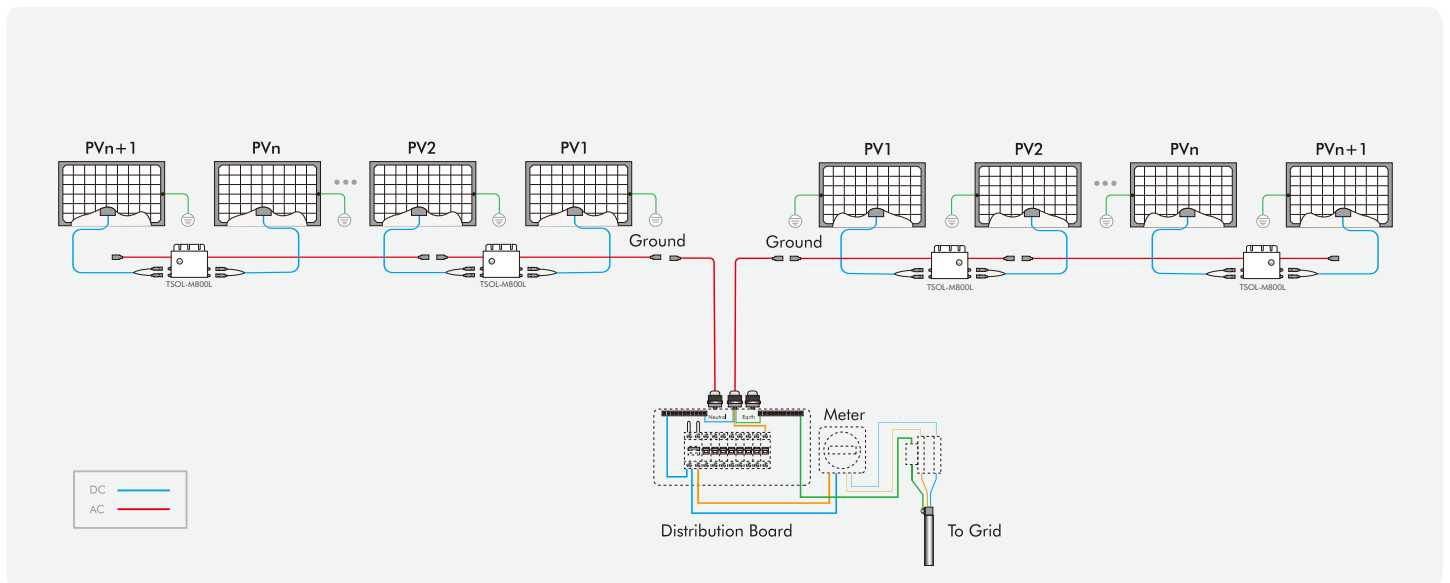 PVn+1
PVn
PV2
PV1
PV1
PV2
PVn
PVn+1
Ground
Ground
TSOL-M800L
TSOL-M800L
TSOL-M800L
TSOL-M800L
Neutral
Earth
Meter
DC
AC
Distribution Board
To Grid